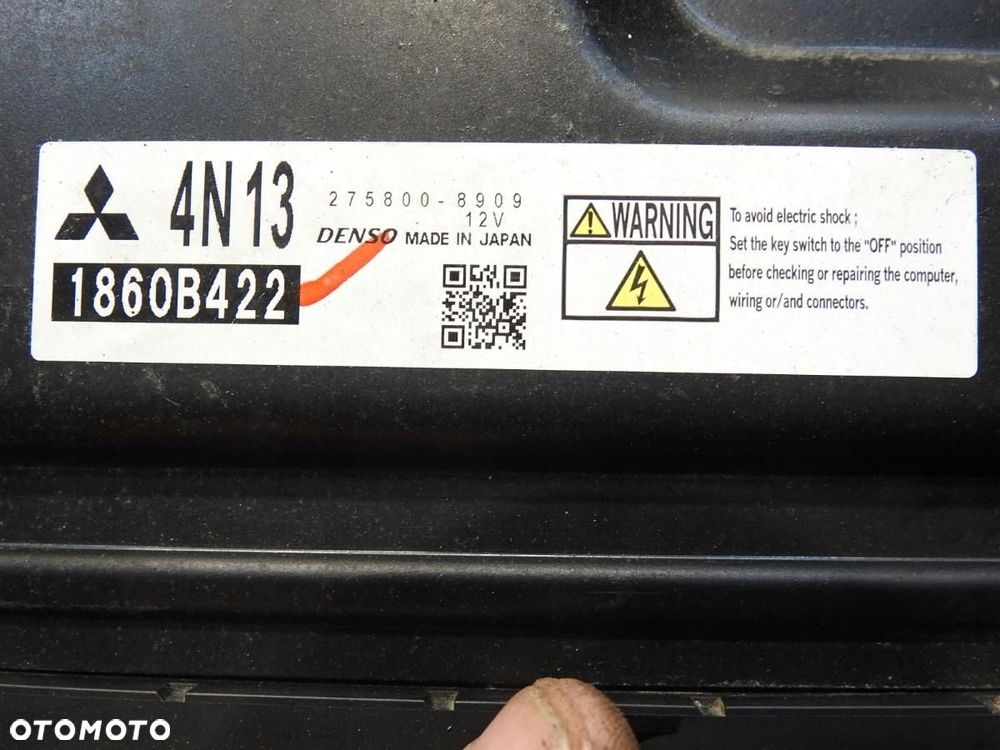 4N13
1860B422
275800-8909
12V
DENSO MADE IN JAPAN
WARNING
To avoid electric shock ;
Set the key switch to the "OFF" position
before checking or repairing the computer,
wiring or/and connectors.
OTOMOTO